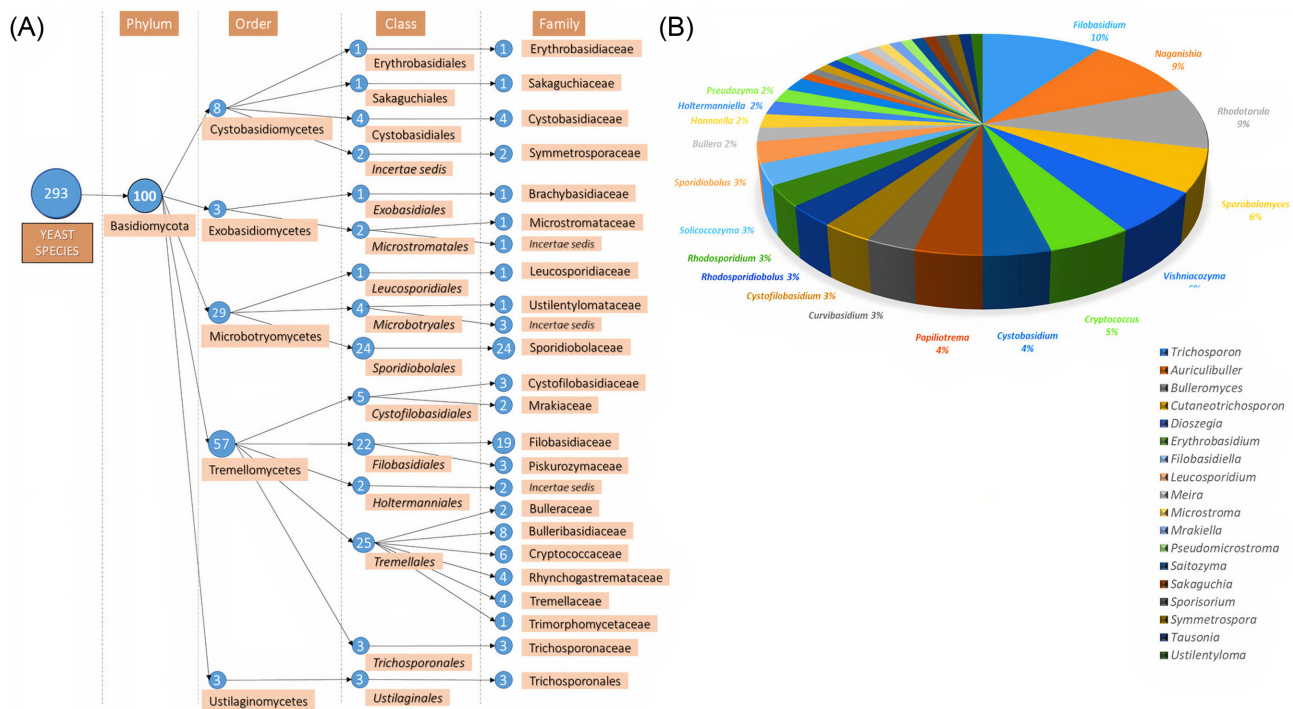 (A)
Phylum
Order
Class
Family
293
YEAST
SPECIES
100
Basidiomycota
8
Cystobasidiomycetes
1
Erythrobasidiales
1
Erythrobasidiaceae
1
Sakaguchiales
1
Sakaguchiaceae
4
Cystobasidiales
4
Cystobasidiaceae
2
Incertae sedis
2
Symmetrosporaceae
3
Exobasidiomycetes
1
Exobasidiales
1
Brachybasidiaceae
2
Microstromatales
1
Microstromataceae
1
Incertae sedis
29
Microbotryomycetes
1
Leucosporidiales
1
Leucosporidiaceae
4
Microbotryales
1
Ustilentylomataceae
3
Incertae sedis
24
Sporidiobolales
24
Sporidiobolaceae
57
Tremellomycetes
5
Cystofilobasidiales
3
Cystofilobasidiaceae
2
Mrakiaceae
22
Filobasidiales
19
Filobasidiaceae
3
Piskurozymaceae
2
Holtermanniales
2
Incertae sedis
25
Tremellales
2
Bulleraceae
8
Bulleribasidiaceae
6
Cryptococcaceae
4
Rhynchogastremataceae
4
Tremellaceae
1
Trimorphomycetaceae
3
Trichosporonales
3
Trichosporonaceae
3
Ustilaginomycetes
3
Ustilaginales
3
Trichosporonales
(B)
Filobasidium
10%
Naganishia
9%
Rhodotorula
9%
Sporobolomyces
6%
Vishniacozyma
Cryptococcus
5%
Cystobasidium
4%
Papiliotrema
4%
Curvibasidium 3%
Cystofilobasidium 3%
Rhodosporidiobolus 3%
Rhodosporidium 3%
Solicoccozyma 3%
Sporidiobolus 3%
Bullera 2%
Hannaella 2%
Holtermanniella 2%
Pseudozyma 2%
Trichosporon
Auriculibuller
Bulleromyces
Cutaneotrichosporon
Dioszegia
Erythrobasidium
Filobasidiella
Leucosporidium
Meira
Microstroma
Mrakiella
Pseudomicrostroma
Saitozyma
Sakaguchia
Sporisorium
Symmetrospora
Tausonia
Ustilentyloma